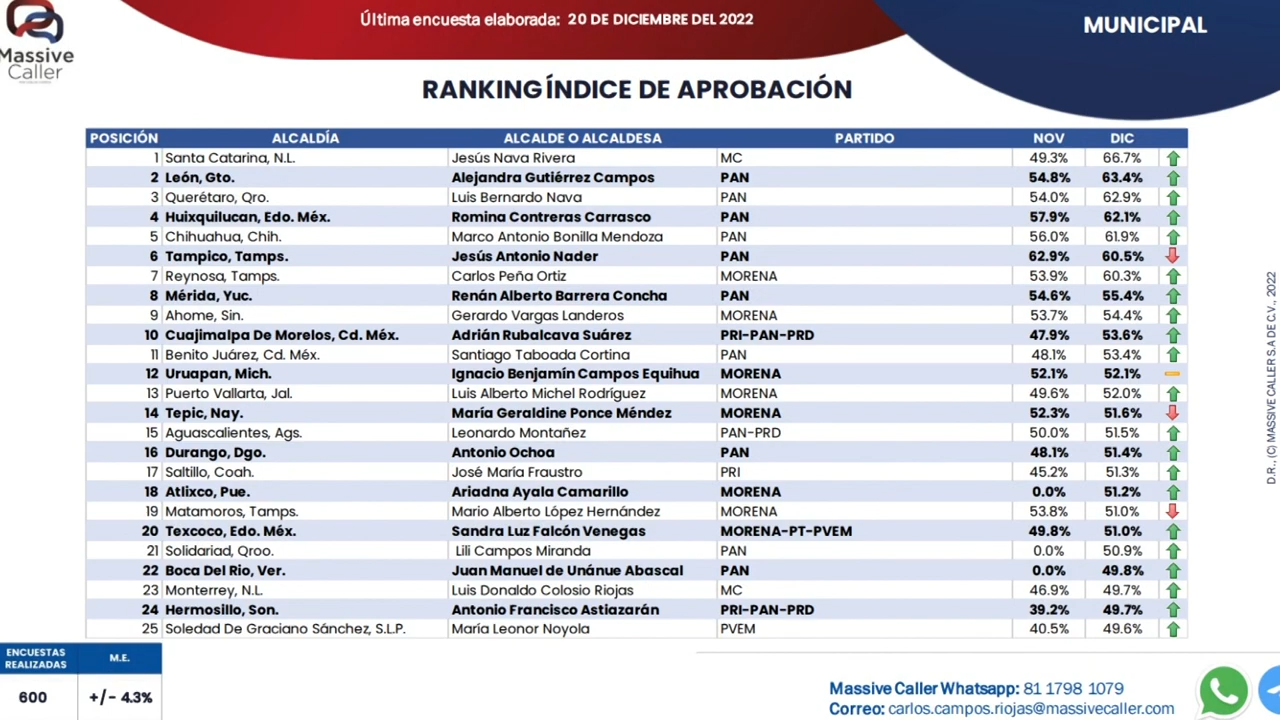 Massive
Caller
Última encuesta elaborada: 20 DE DICIEMBRE DEL 2022
MUNICIPAL
RANKING ÍNDICE DE APROBACIÓN
POSICIÓN ALCALDÍA ALCALDE O ALCALDESA PARTIDO NOV DIC
1 Santa Catarina, N.L. Jesús Nava Rivera MC 49.3% 66.7%
2 León, Gto. Alejandra Gutiérrez Campos PAN 54.8% 63.4%
3 Querétaro, Qro. Luis Bernardo Nava PAN 54.0% 62.9%
4 Huixquilucan, Edo. Méx. Romina Contreras Carrasco PAN 57.9% 62.1%
5 Chihuahua, Chih. Marco Antonio Bonilla Mendoza PAN 56.0% 61.9%
6 Tampico, Tamps. Jesús Antonio Nader PAN 62.9% 60.5%
7 Reynosa, Tamps. Carlos Peña Ortiz MORENA 53.9% 60.3%
8 Mérida, Yuc. Renán Alberto Barrera Concha PAN 54.6% 55.4%
9 Ahome, Sin. Gerardo Vargas Landeros MORENA 53.7% 54.4%
10 Cuajimalpa De Morelos, Cd. Méx. Adrián Rubalcava Suárez PRI-PAN-PRD 47.9% 53.6%
11 Benito Juárez, Cd. Méx. Santiago Taboada Cortina PAN 48.1% 53.4%
12 Uruapan, Mich. Ignacio Benjamín Campos Equihua MORENA 52.1% 52.1%
13 Puerto Vallarta, Jal. Luis Alberto Michel Rodríguez MORENA 49.6% 52.0%
14 Tepic, Nay. María Geraldine Ponce Méndez MORENA 52.3% 51.6%
15 Aguascalientes, Ags. Leonardo Montañez PAN-PRD 50.0% 51.5%
16 Durango, Dgo. Antonio Ochoa PAN 48.1% 51.4%
17 Saltillo, Coah. José María Fraustro PRI 45.2% 51.3%
18 Atlixco, Pue. Ariadna Ayala Camarillo MORENA 0.0% 51.2%
19 Matamoros, Tamps. Mario Alberto López Hernández MORENA 53.8% 51.0%
20 Texcoco, Edo. Méx. Sandra Luz Falcón Venegas MORENA-PT-PVEM 49.8% 51.0%
21 Solidariad, Qroo. Lili Campos Miranda PAN 0.0% 50.9%
22 Boca Del Rio, Ver. Juan Manuel de Unánue Abascal PAN 0.0% 49.8%
23 Monterrey, N.L. Luis Donaldo Colosio Riojas MC 46.9% 49.7%
24 Hermosillo, Son. Antonio Francisco Astiazarán PRI-PAN-PRD 39.2% 49.7%
25 Soledad De Graciano Sánchez, S.L.P. María Leonor Noyola PVEM 40.5% 49.6%
D.R., (C) MASSIVE CALLER S.A DE C.V., 2022
ENCUESTAS REALIZADAS M.E.
600 +/- 4.3%
Massive Caller Whatsapp: 81 1798 1079
Correo: carlos.campos.riojas@massivecaller.com